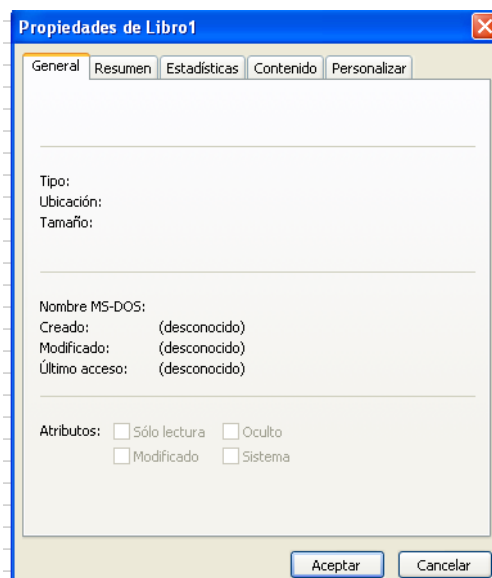 Propiedades de Libro1
General Resumen Estadísticas Contenido Personalizar
Tipo:
Ubicación:
Tamaño:
Nombre MS-DOS:
Creado: (desconocido)
Modificado: (desconocido)
Último acceso: (desconocido)
Atributos: Sólo lectura Oculto
Modificado Sistema
Aceptar Cancelar